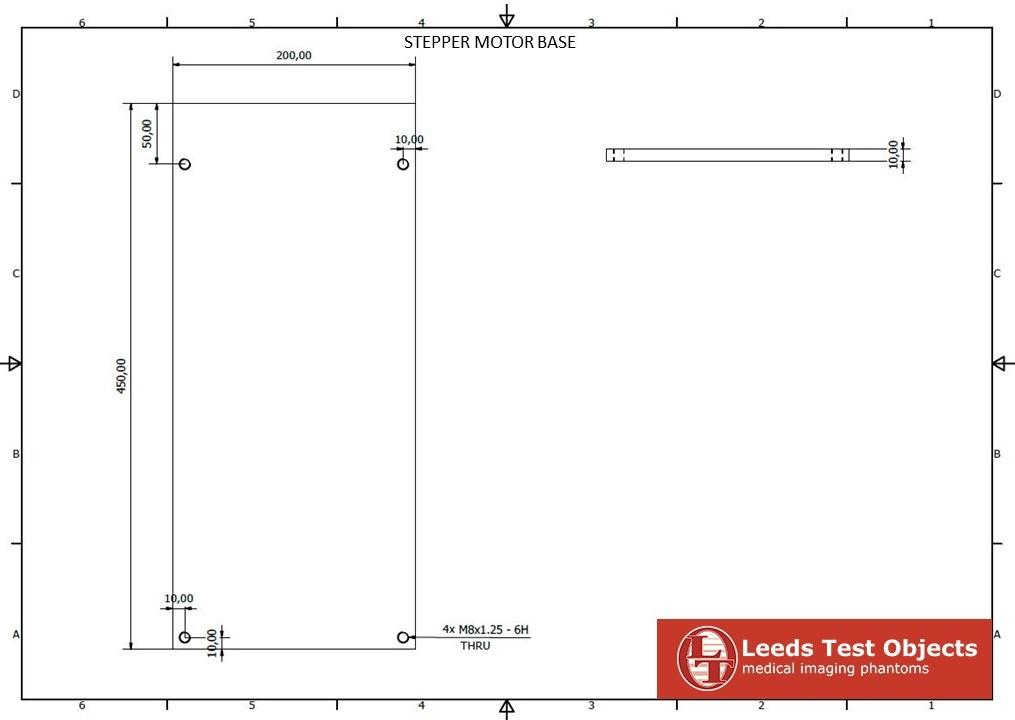 6 5 4 3 2 1
STEPPER MOTOR BASE
200,00
D D
50,00
10,00
10,00
C C
450,00
B B
10,00
10,00
4x M8x1.25 - 6H
THRU
A A
LT
Leeds Test Objects
medical imaging phantoms
6 5 4 3 2 1